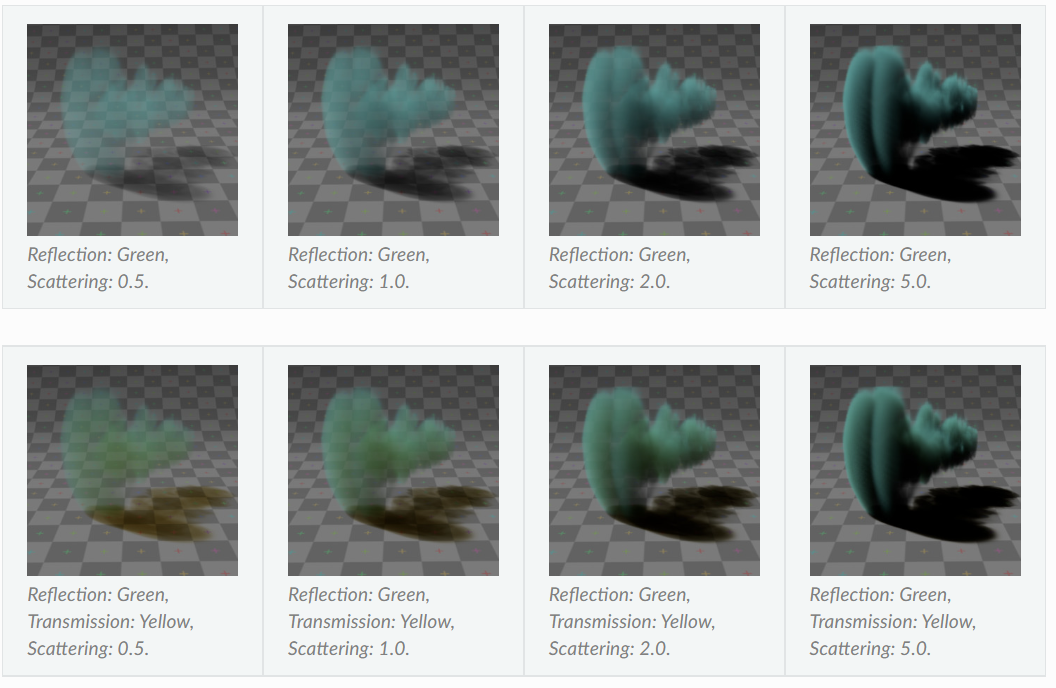 Reflection: Green,
Scattering: 0.5.
Reflection: Green,
Scattering: 1.0.
Reflection: Green,
Scattering: 2.0.
Reflection: Green,
Scattering: 5.0.
Reflection: Green,
Transmission: Yellow,
Scattering: 0.5.
Reflection: Green,
Transmission: Yellow,
Scattering: 1.0.
Reflection: Green,
Transmission: Yellow,
Scattering: 2.0.
Reflection: Green,
Transmission: Yellow,
Scattering: 5.0.